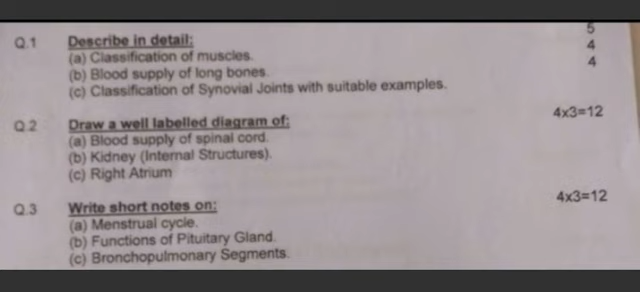 Q.1 Describe in detail: 5
(a) Classification of muscles. 4
(b) Blood supply of long bones. 4
(c) Classification of Synovial Joints with suitable examples.
Q.2 Draw a well labelled diagram of: 4x3=12
(a) Blood supply of spinal cord.
(b) Kidney (Internal Structures).
(c) Right Atrium
Q.3 Write short notes on: 4x3=12
(a) Menstrual cycle.
(b) Functions of Pituitary Gland.
(c) Bronchopulmonary Segments.